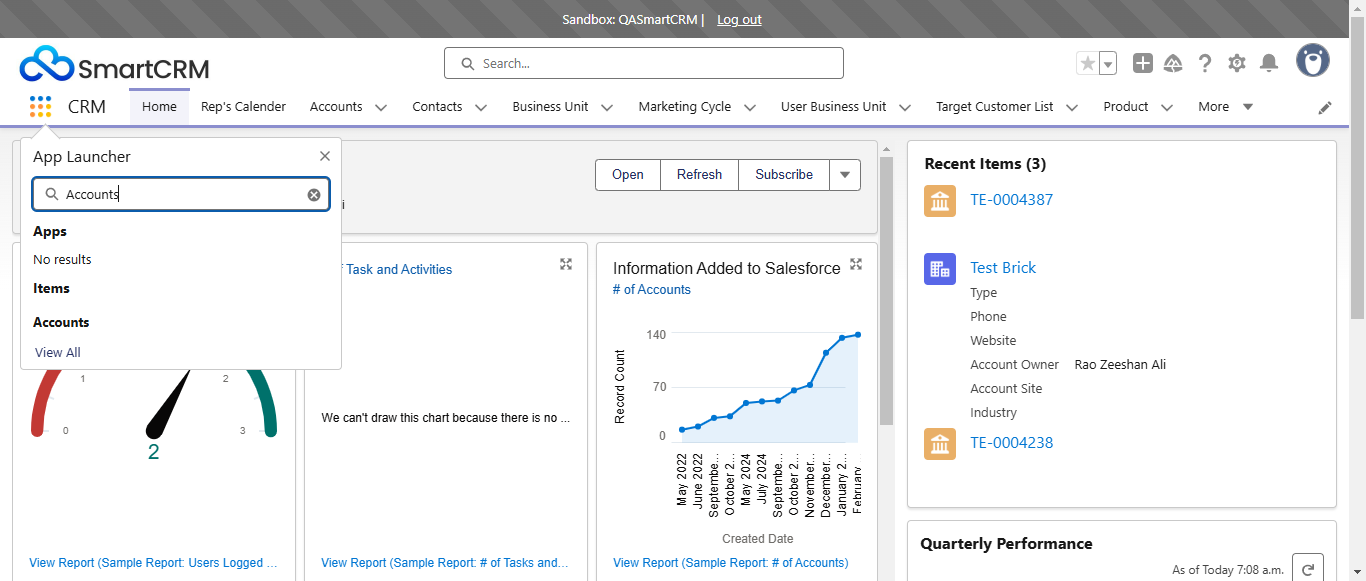 Sandbox: QASmartCRM | Log out
SmartCRM
Search...
CRM
Home Rep's Calender Accounts Contacts Business Unit Marketing Cycle User Business Unit Target Customer List Product More
App Launcher
Accounts
Apps
No results
Items
Accounts
View All
Open Refresh Subscribe
Task and Activities
1 2
0 3
2
We can't draw this chart because there is no ...
Information Added to Salesforce
# of Accounts
Record Count
140
70
0
May 2022
June 2022
Septembe...
October 2...
May 2024
July 2024
Septembe...
October 2...
November...
December...
January 2...
February ...
Created Date
View Report (Sample Report: Users Logged ...
View Report (Sample Report: # of Tasks and...
View Report (Sample Report: # of Accounts)
Recent Items (3)
TE-0004387
Test Brick
Type
Phone
Website
Account Owner Rao Zeeshan Ali
Account Site
Industry
TE-0004238
Quarterly Performance
As of Today 7:08 a.m.